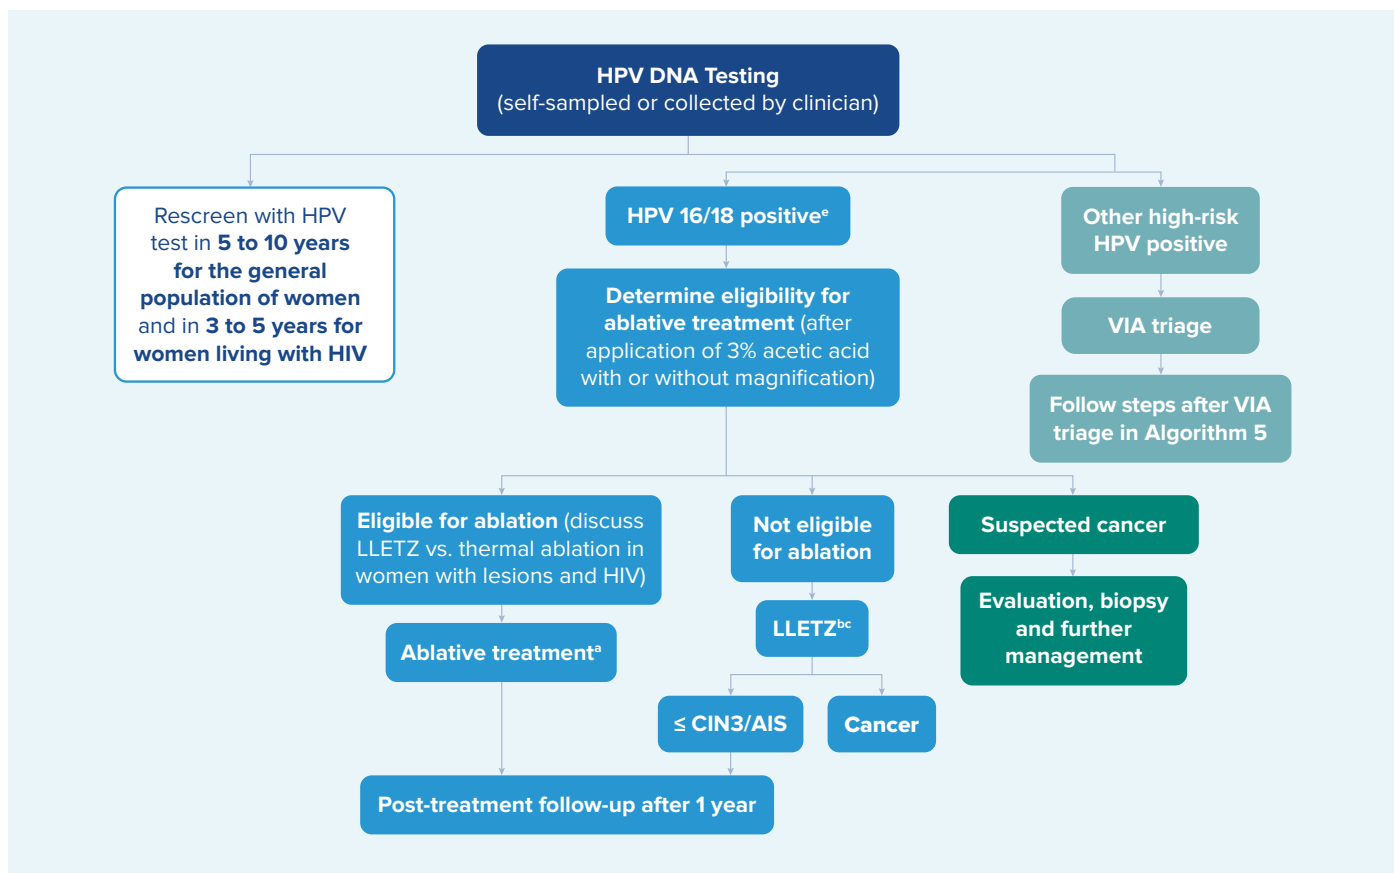 HPV DNA Testing
(self-sampled or collected by clinician)
Rescreen with HPV
test in 5 to 10 years
for the general
population of women
and in 3 to 5 years for
women living with HIV
HPV 16/18 positiveᵉ
Determine eligibility for
ablative treatment (after
application of 3% acetic acid
with or without magnification)
Other high-risk
HPV positive
VIA triage
Follow steps after VIA
triage in Algorithm 5
Eligible for ablation (discuss
LLETZ vs. thermal ablation in
women with lesions and HIV)
Ablative treatmentᵃ
Not eligible
for ablation
LLETZᵇᶜ
≤ CIN3/AIS
Cancer
Suspected cancer
Evaluation, biopsy
and further
management
Post-treatment follow-up after 1 year